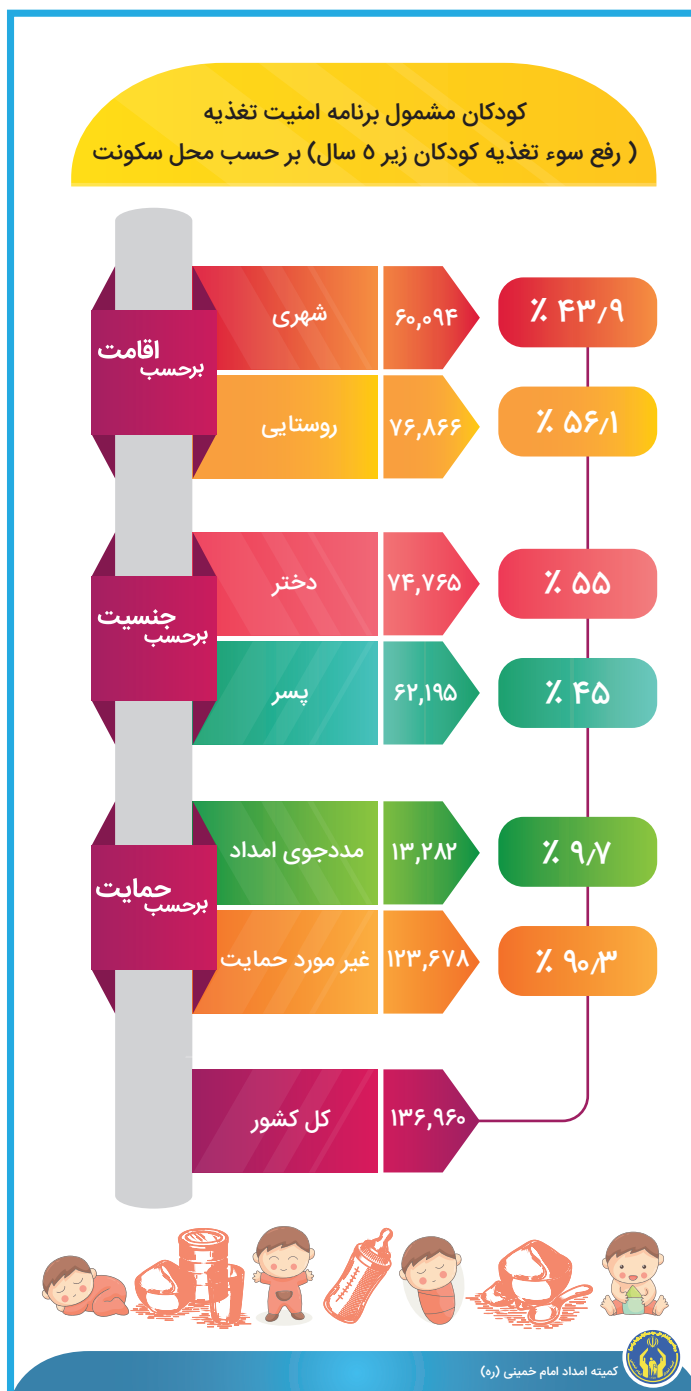 کودکان مشمول برنامه امنیت تغذیه
( رفع سوء تغذیه کودکان زیر ۵ سال) بر حسب محل سکونت
برحسب اقامت
شهری ۶۰,۰۹۴ ۴۳/۹ %
روستایی ۷۶,۸۶۶ ۵۶/۱ %
برحسب جنسیت
دختر ۷۴,۷۶۵ ۵۵ %
پسر ۶۲,۱۹۵ ۴۵ %
برحسب حمایت
مددجوی امداد ۱۳,۲۸۲ ۹/۷ %
غیر مورد حمایت ۱۲۳,۶۷۸ ۹۰/۳ %
کل کشور ۱۳۶,۹۶۰
کمیته امداد امام خمینی (ره)